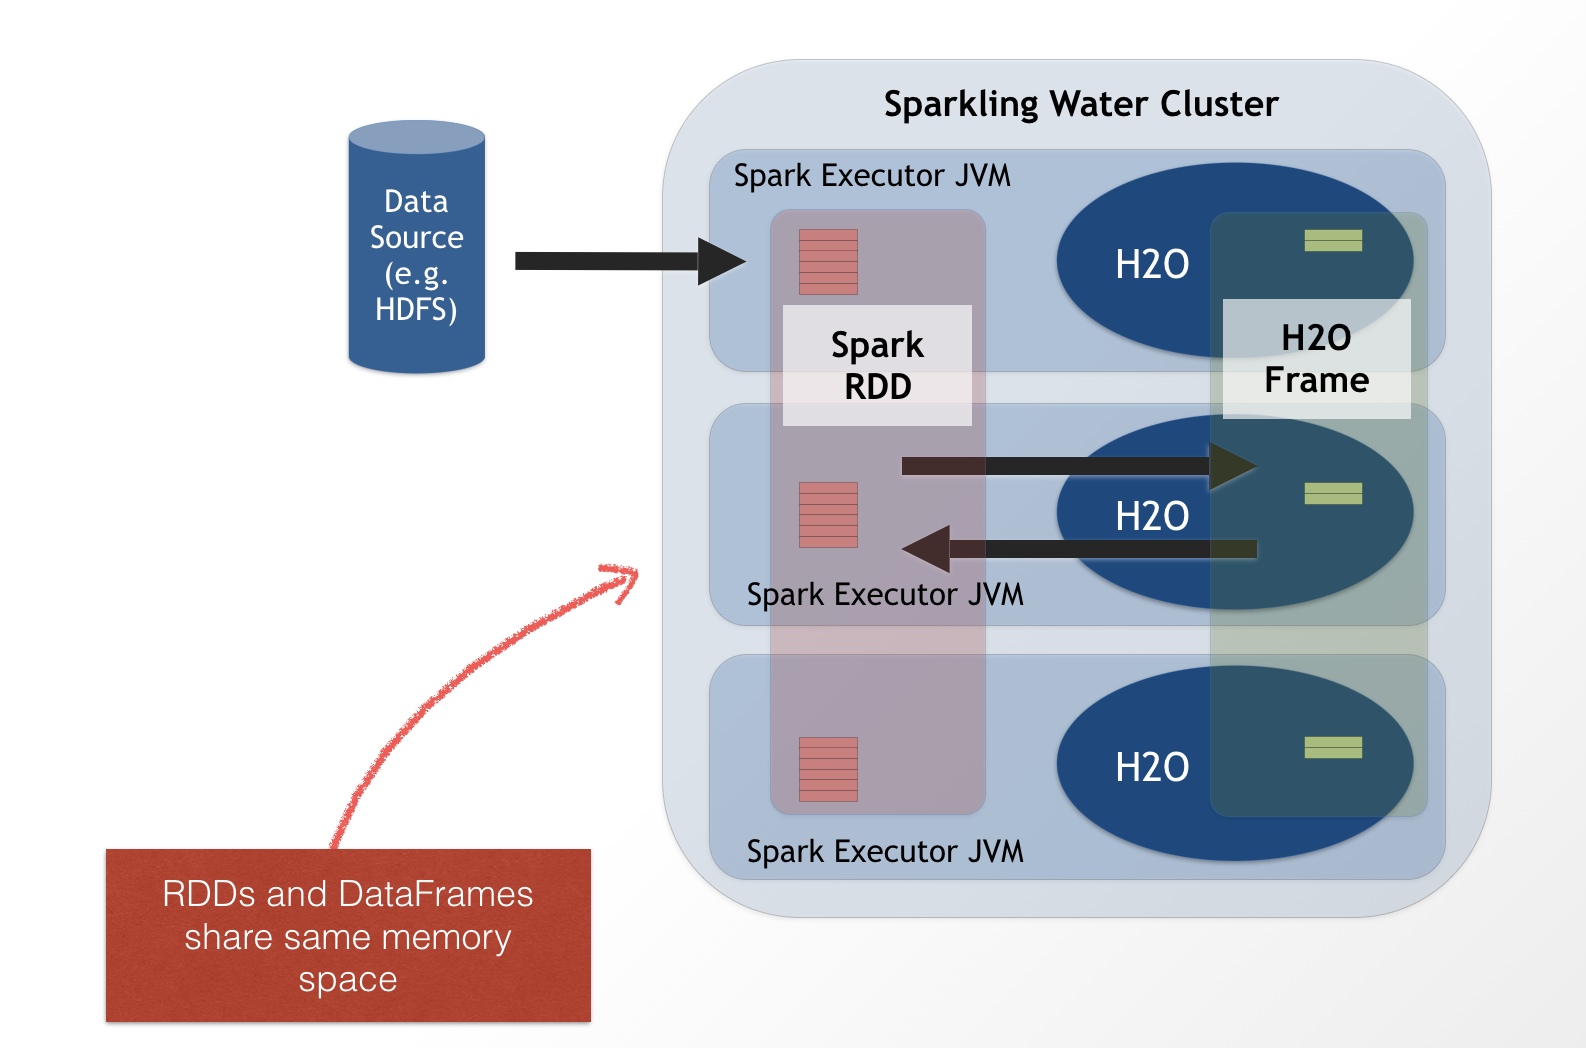 Sparkling Water Cluster
Data
Source
(e.g.
HDFS)
Spark Executor JVM
H2O
Spark
RDD
H2O
Frame
H2O
Spark Executor JVM
H2O
Spark Executor JVM
RDDs and DataFrames
share same memory
space